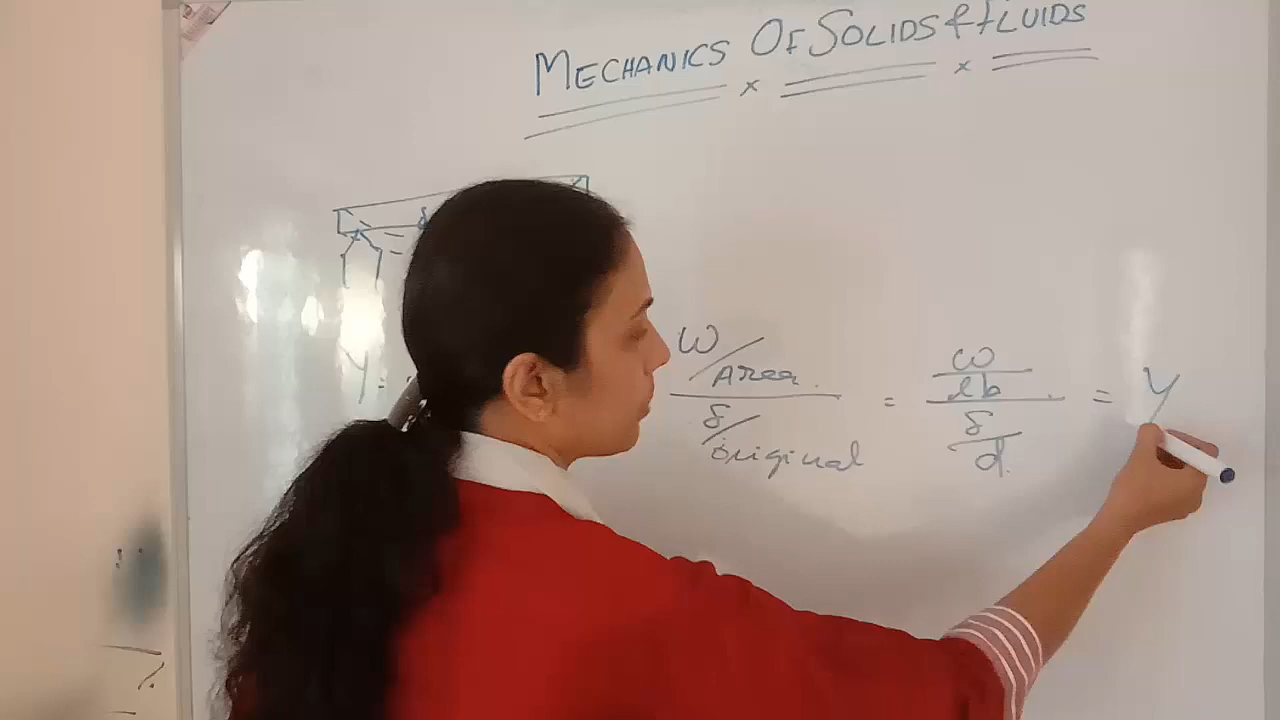 MECHANICS OF SOLIDS & FLUIDS
Y =
W/Area / δ/original = w/lb / δ/d = Y